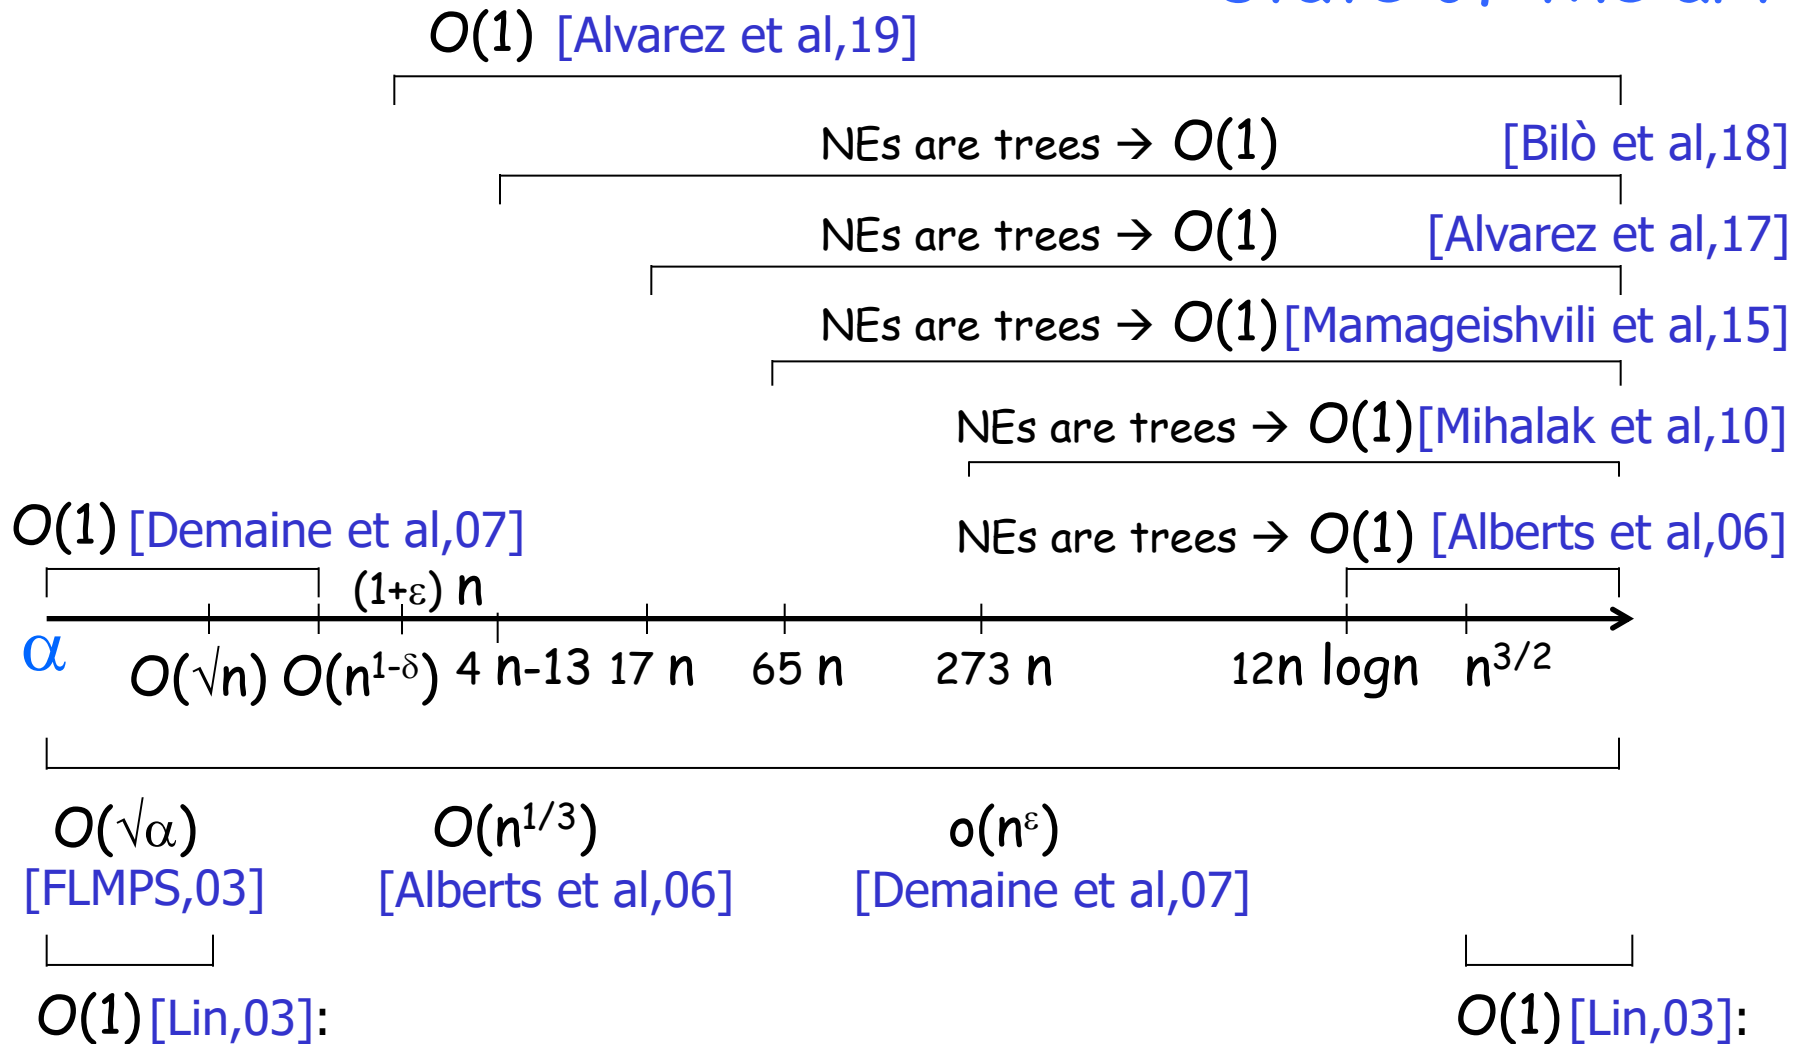 O(1) [Alvarez et al,19]
NEs are trees → O(1) [Bilò et al,18]
NEs are trees → O(1) [Alvarez et al,17]
NEs are trees → O(1) [Mamageishvili et al,15]
NEs are trees → O(1) [Mihalak et al,10]
O(1) [Demaine et al,07]
NEs are trees → O(1) [Alberts et al,06]
(1+ε) n
α O(√n) O(n^{1-δ}) 4 n-13 17 n 65 n 273 n 12n logn n^{3/2}
O(√α) O(n^{1/3}) o(n^ε)
[FLMPS,03] [Alberts et al,06] [Demaine et al,07]
O(1) [Lin,03]: O(1) [Lin,03]: